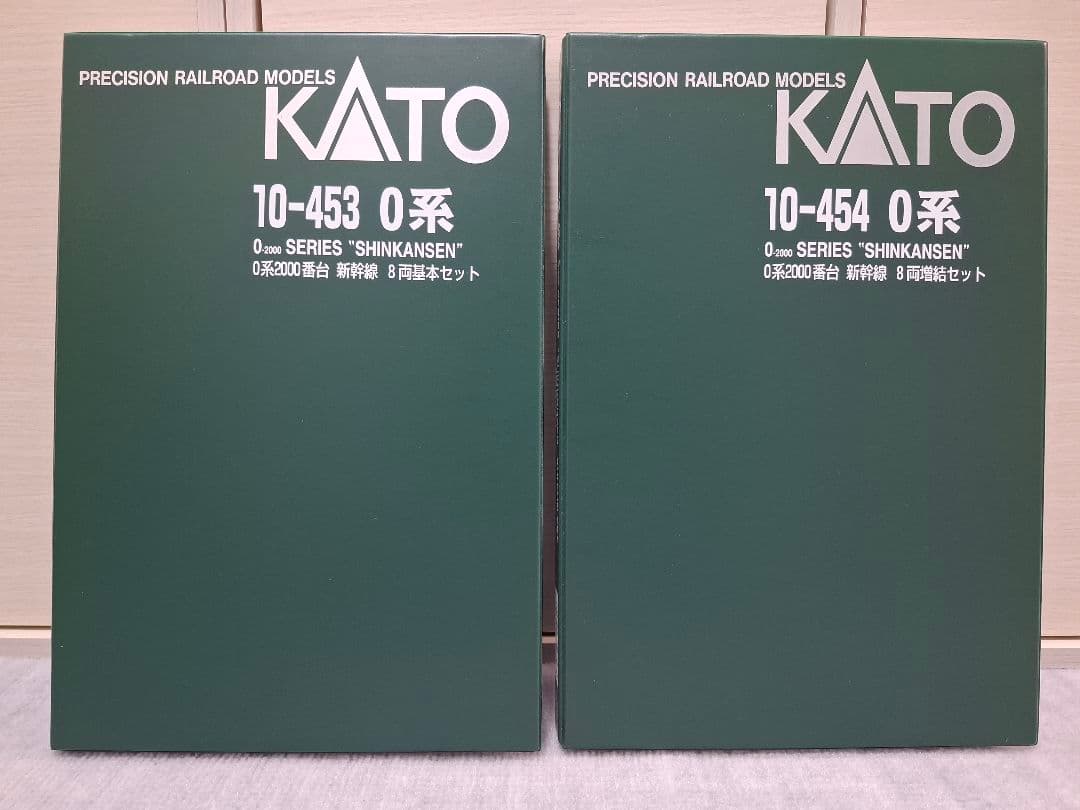 PRECISION RAILROAD MODELS
KATO
10-453 0系
0-2000 SERIES "SHINKANSEN"
0系2000番台 新幹線 8両基本セット
PRECISION RAILROAD MODELS
KATO
10-454 0系
0-2000 SERIES "SHINKANSEN"
0系2000番台 新幹線 8両増結セット